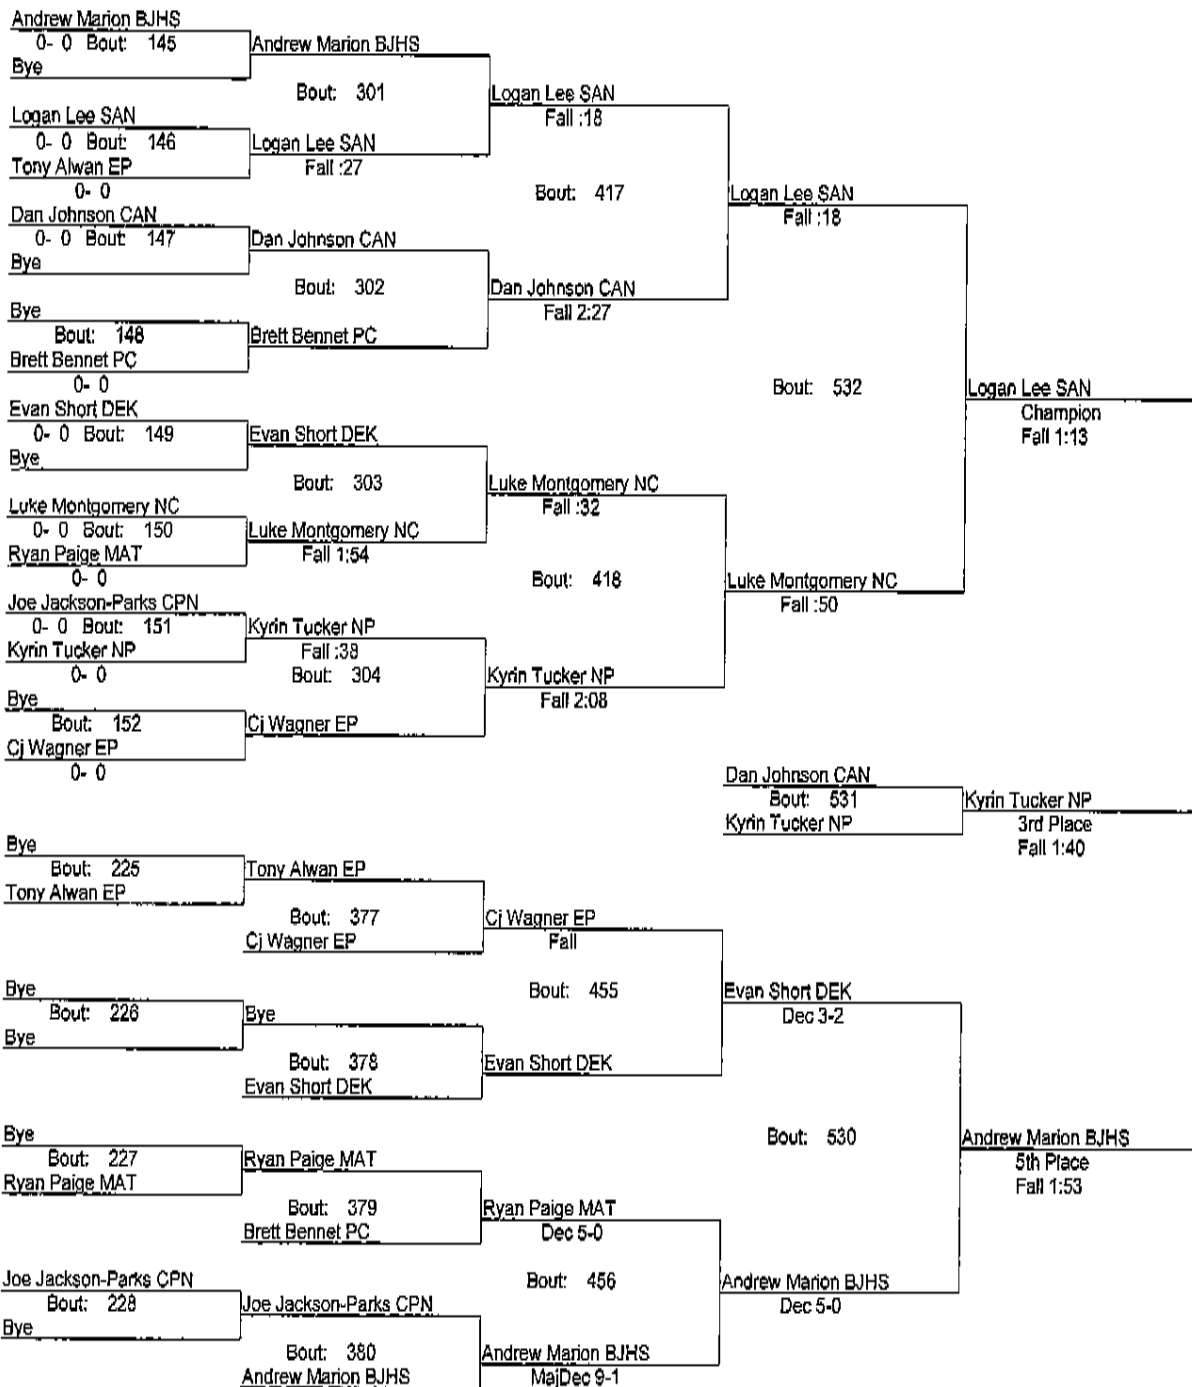 Andrew Marion BJHS
0- 0 Bout: 145
Bye
Andrew Marion BJHS
Bout: 301
Logan Lee SAN
0- 0 Bout: 146
Tony Alwan EP
0- 0
Logan Lee SAN
Fall :27
Logan Lee SAN
Fall :18
Bout: 417
Dan Johnson CAN
0- 0 Bout: 147
Bye
Dan Johnson CAN
Bout: 302
Bye
Bout: 148
Brett Bennet PC
0- 0
Brett Bennet PC
Dan Johnson CAN
Fall 2:27
Logan Lee SAN
Fall :18
Bout: 532
Logan Lee SAN
Champion
Fall 1:13
Evan Short DEK
0- 0 Bout: 149
Bye
Evan Short DEK
Bout: 303
Luke Montgomery NC
0- 0 Bout: 150
Ryan Paige MAT
0- 0
Luke Montgomery NC
Fall 1:54
Luke Montgomery NC
Fall :32
Bout: 418
Joe Jackson-Parks CPN
0- 0 Bout: 151
Kyrin Tucker NP
0- 0
Kyrin Tucker NP
Fall :38
Bout: 304
Bye
Bout: 152
Cj Wagner EP
0- 0
Cj Wagner EP
Kyrin Tucker NP
Fall 2:08
Luke Montgomery NC
Fall :50
Dan Johnson CAN
Bout: 531
Kyrin Tucker NP
Kyrin Tucker NP
3rd Place
Fall 1:40
Bye
Bout: 225
Tony Alwan EP
Tony Alwan EP
Bout: 377
Cj Wagner EP
Cj Wagner EP
Fall
Bout: 455
Bye
Bout: 226
Bye
Bye
Bout: 378
Evan Short DEK
Evan Short DEK
Evan Short DEK
Dec 3-2
Bout: 530
Andrew Marion BJHS
5th Place
Fall 1:53
Bye
Bout: 227
Ryan Paige MAT
Ryan Paige MAT
Bout: 379
Brett Bennet PC
Ryan Paige MAT
Dec 5-0
Bout: 456
Joe Jackson-Parks CPN
Bout: 228
Bye
Joe Jackson-Parks CPN
Bout: 380
Andrew Marion BJHS
Andrew Marion BJHS
MajDec 9-1
Andrew Marion BJHS
Dec 5-0